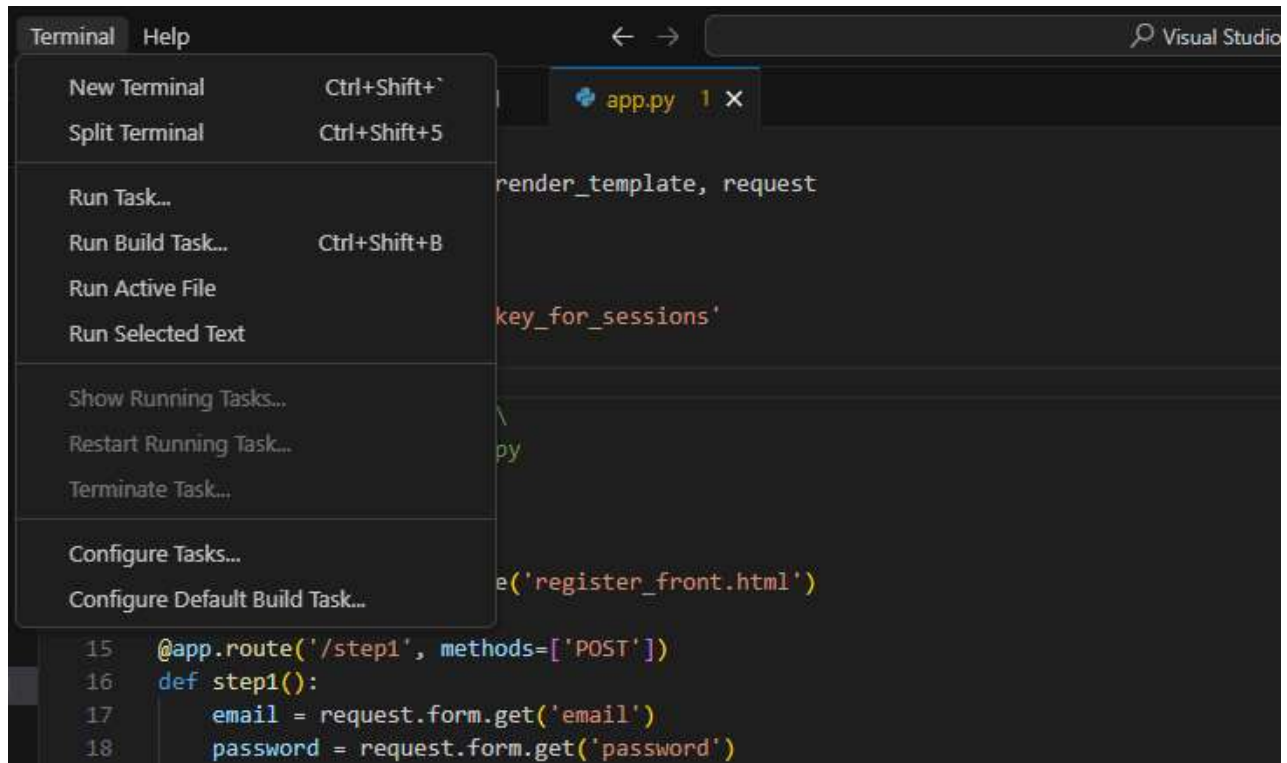 Terminal Help ← → Visual Studio
New Terminal Ctrl+Shift+`
Split Terminal Ctrl+Shift+5
app.py 1 ×
Run Task...
Run Build Task... Ctrl+Shift+B
Run Active File
Run Selected Text
Show Running Tasks...
Restart Running Task...
Terminate Task...
Configure Tasks...
Configure Default Build Task...
render_template, request
key_for_sessions'
\
py
e('register_front.html')
15 @app.route('/step1', methods=['POST'])
16 def step1():
17 email = request.form.get('email')
18 password = request.form.get('password')